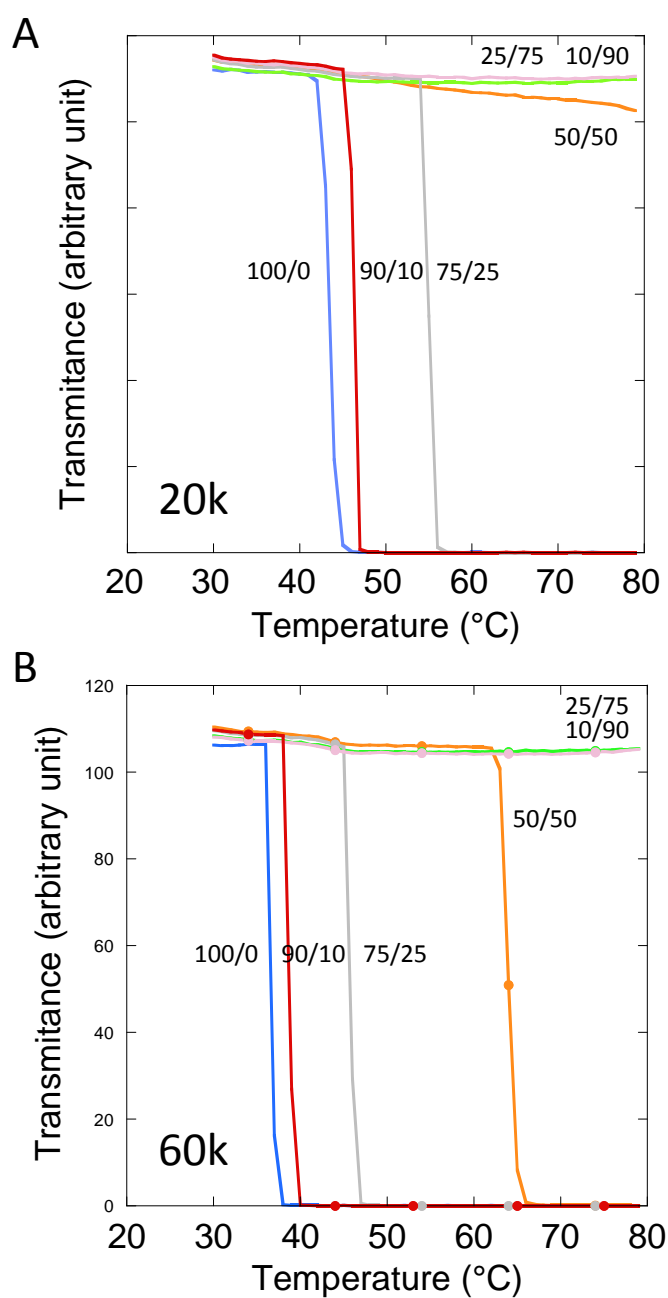 A
Transmitance (arbitrary unit)
25/75 10/90
50/50
100/0 90/10 75/25
20k
20 30 40 50 60 70 80
Temperature (°C)
B
Transmitance (arbitrary unit)
120
100
80
60
40
20
0
25/75
10/90
50/50
100/0 90/10 75/25
60k
20 30 40 50 60 70 80
Temperature (°C)